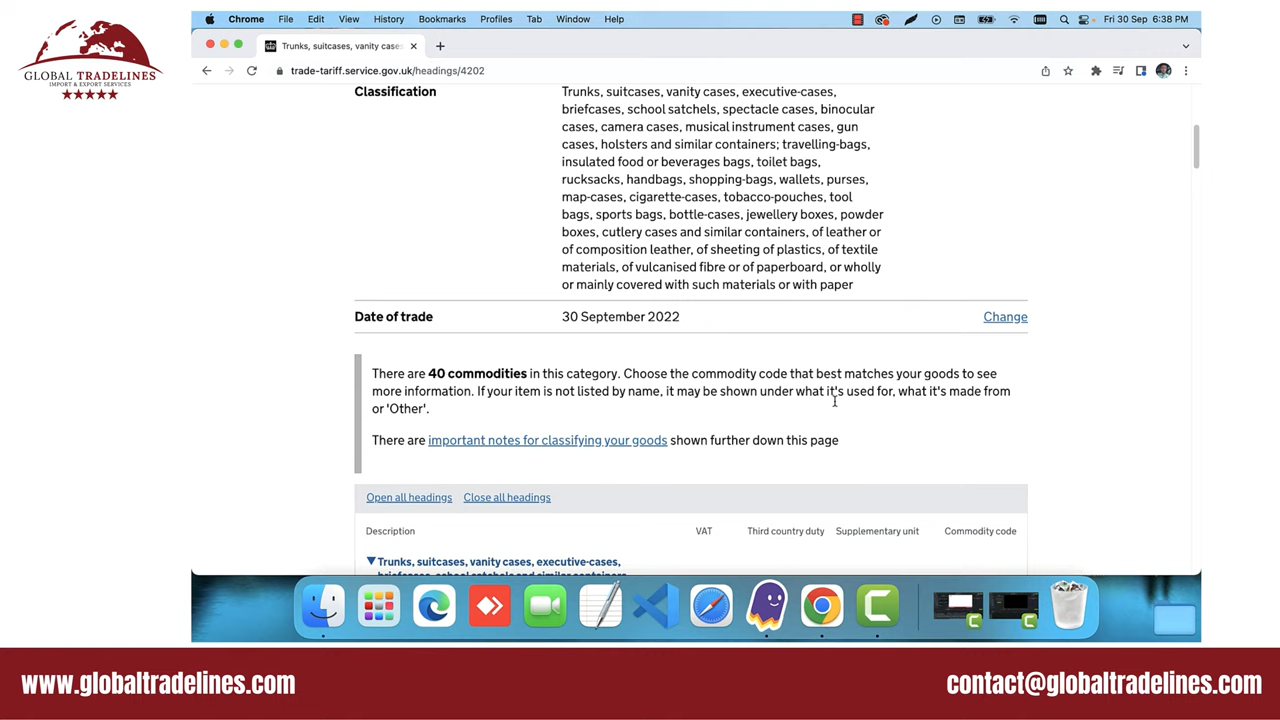 Chrome File Edit View History Bookmarks Profiles Tab Window Help Fri 30 Sep 6:38 PM
GLOBAL TRADELINES
IMPORT & EXPORT SERVICES
Trunks, suitcases, vanity cases
trade-tariff.service.gov.uk/headings/4202
Classification
Trunks, suitcases, vanity cases, executive-cases,
briefcases, school satchels, spectacle cases, binocular
cases, camera cases, musical instrument cases, gun
cases, holsters and similar containers; travelling-bags,
insulated food or beverages bags, toilet bags,
rucksacks, handbags, shopping-bags, wallets, purses,
map-cases, cigarette-cases, tobacco-pouches, tool
bags, sports bags, bottle-cases, jewellery boxes, powder
boxes, cutlery cases and similar containers, of leather or
of composition leather, of sheeting of plastics, of textile
materials, of vulcanised fibre or of paperboard, or wholly
or mainly covered with such materials or with paper
Date of trade 30 September 2022 Change
There are 40 commodities in this category. Choose the commodity code that best matches your goods to see
more information. If your item is not listed by name, it may be shown under what it's used for, what it's made from
or 'Other'.
There are important notes for classifying your goods shown further down this page
Open all headings Close all headings
Description VAT Third country duty Supplementary unit Commodity code
Trunks, suitcases, vanity cases, executive-cases,
briefcases, school satchels and similar containers
www.globaltradelines.com contact@globaltradelines.com